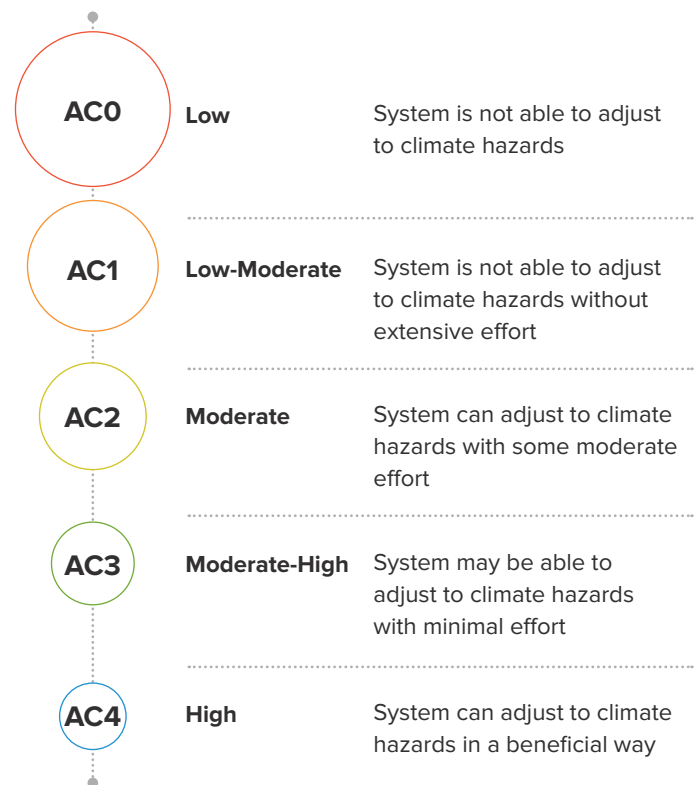 AC0
Low
System is not able to adjust
to climate hazards
AC1
Low-Moderate
System is not able to adjust
to climate hazards without
extensive effort
AC2
Moderate
System can adjust to climate
hazards with some moderate
effort
AC3
Moderate-High
System may be able to
adjust to climate hazards
with minimal effort
AC4
High
System can adjust to climate
hazards in a beneficial way